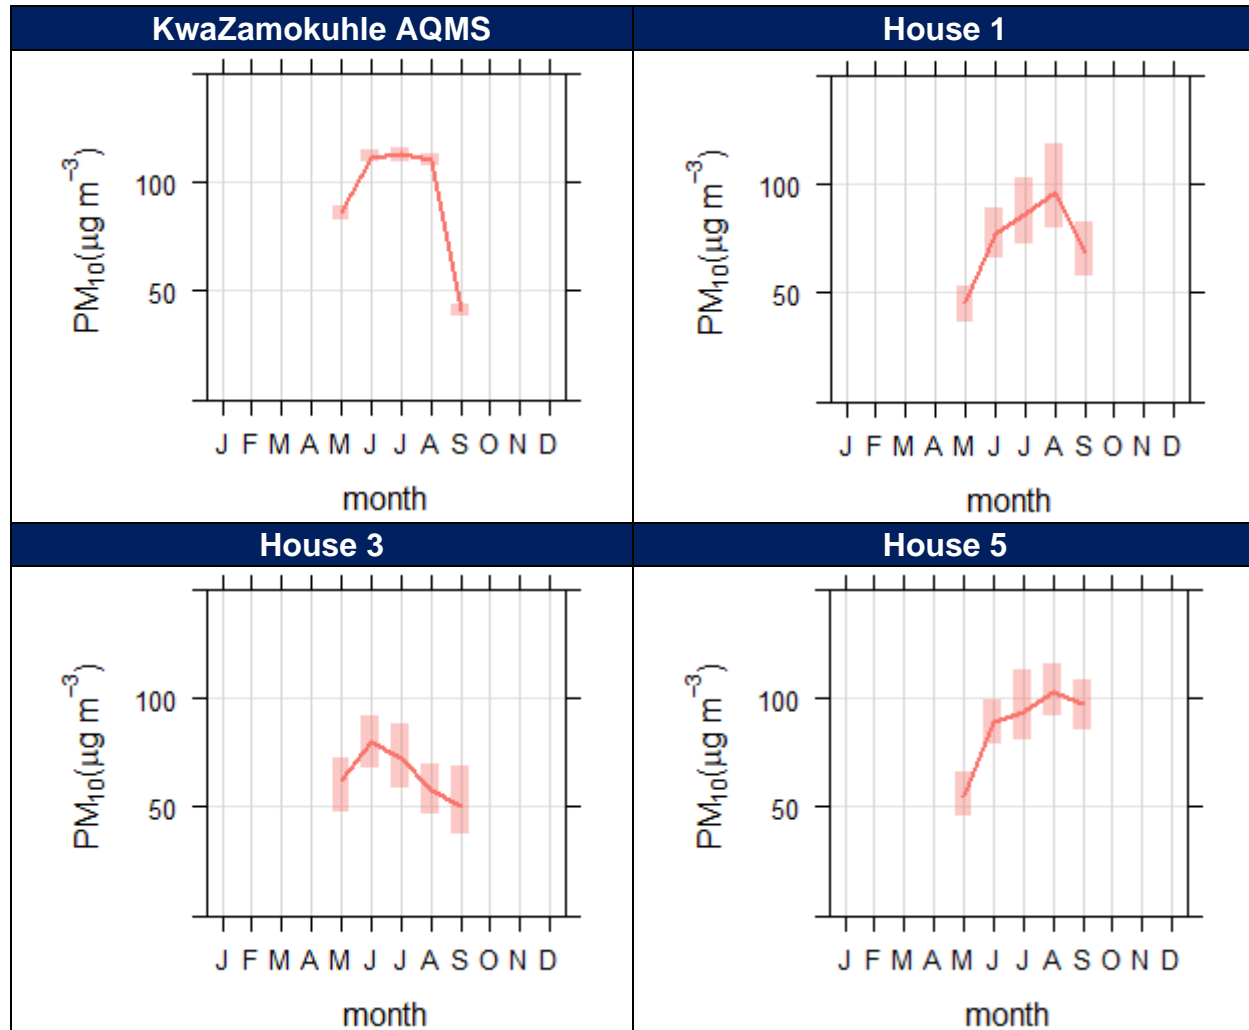 KwaZamokuhle AQMS
PM₁₀(µg m⁻³)
100
50
J F M A M J J A S O N D
month
House 1
PM₁₀(µg m⁻³)
100
50
J F M A M J J A S O N D
month
House 3
PM₁₀(µg m⁻³)
100
50
J F M A M J J A S O N D
month
House 5
PM₁₀(µg m⁻³)
100
50
J F M A M J J A S O N D
month